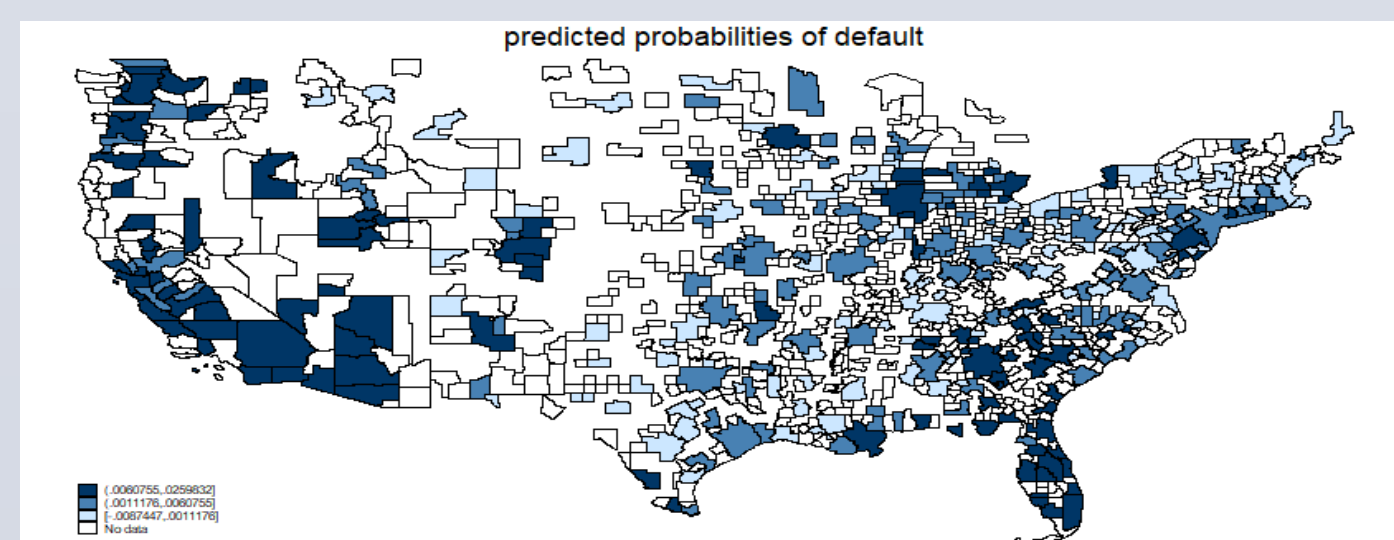 predicted probabilities of default
(.0060755,.0259832]
(.0011176,.0060755]
[-.0087447,.0011176]
No data